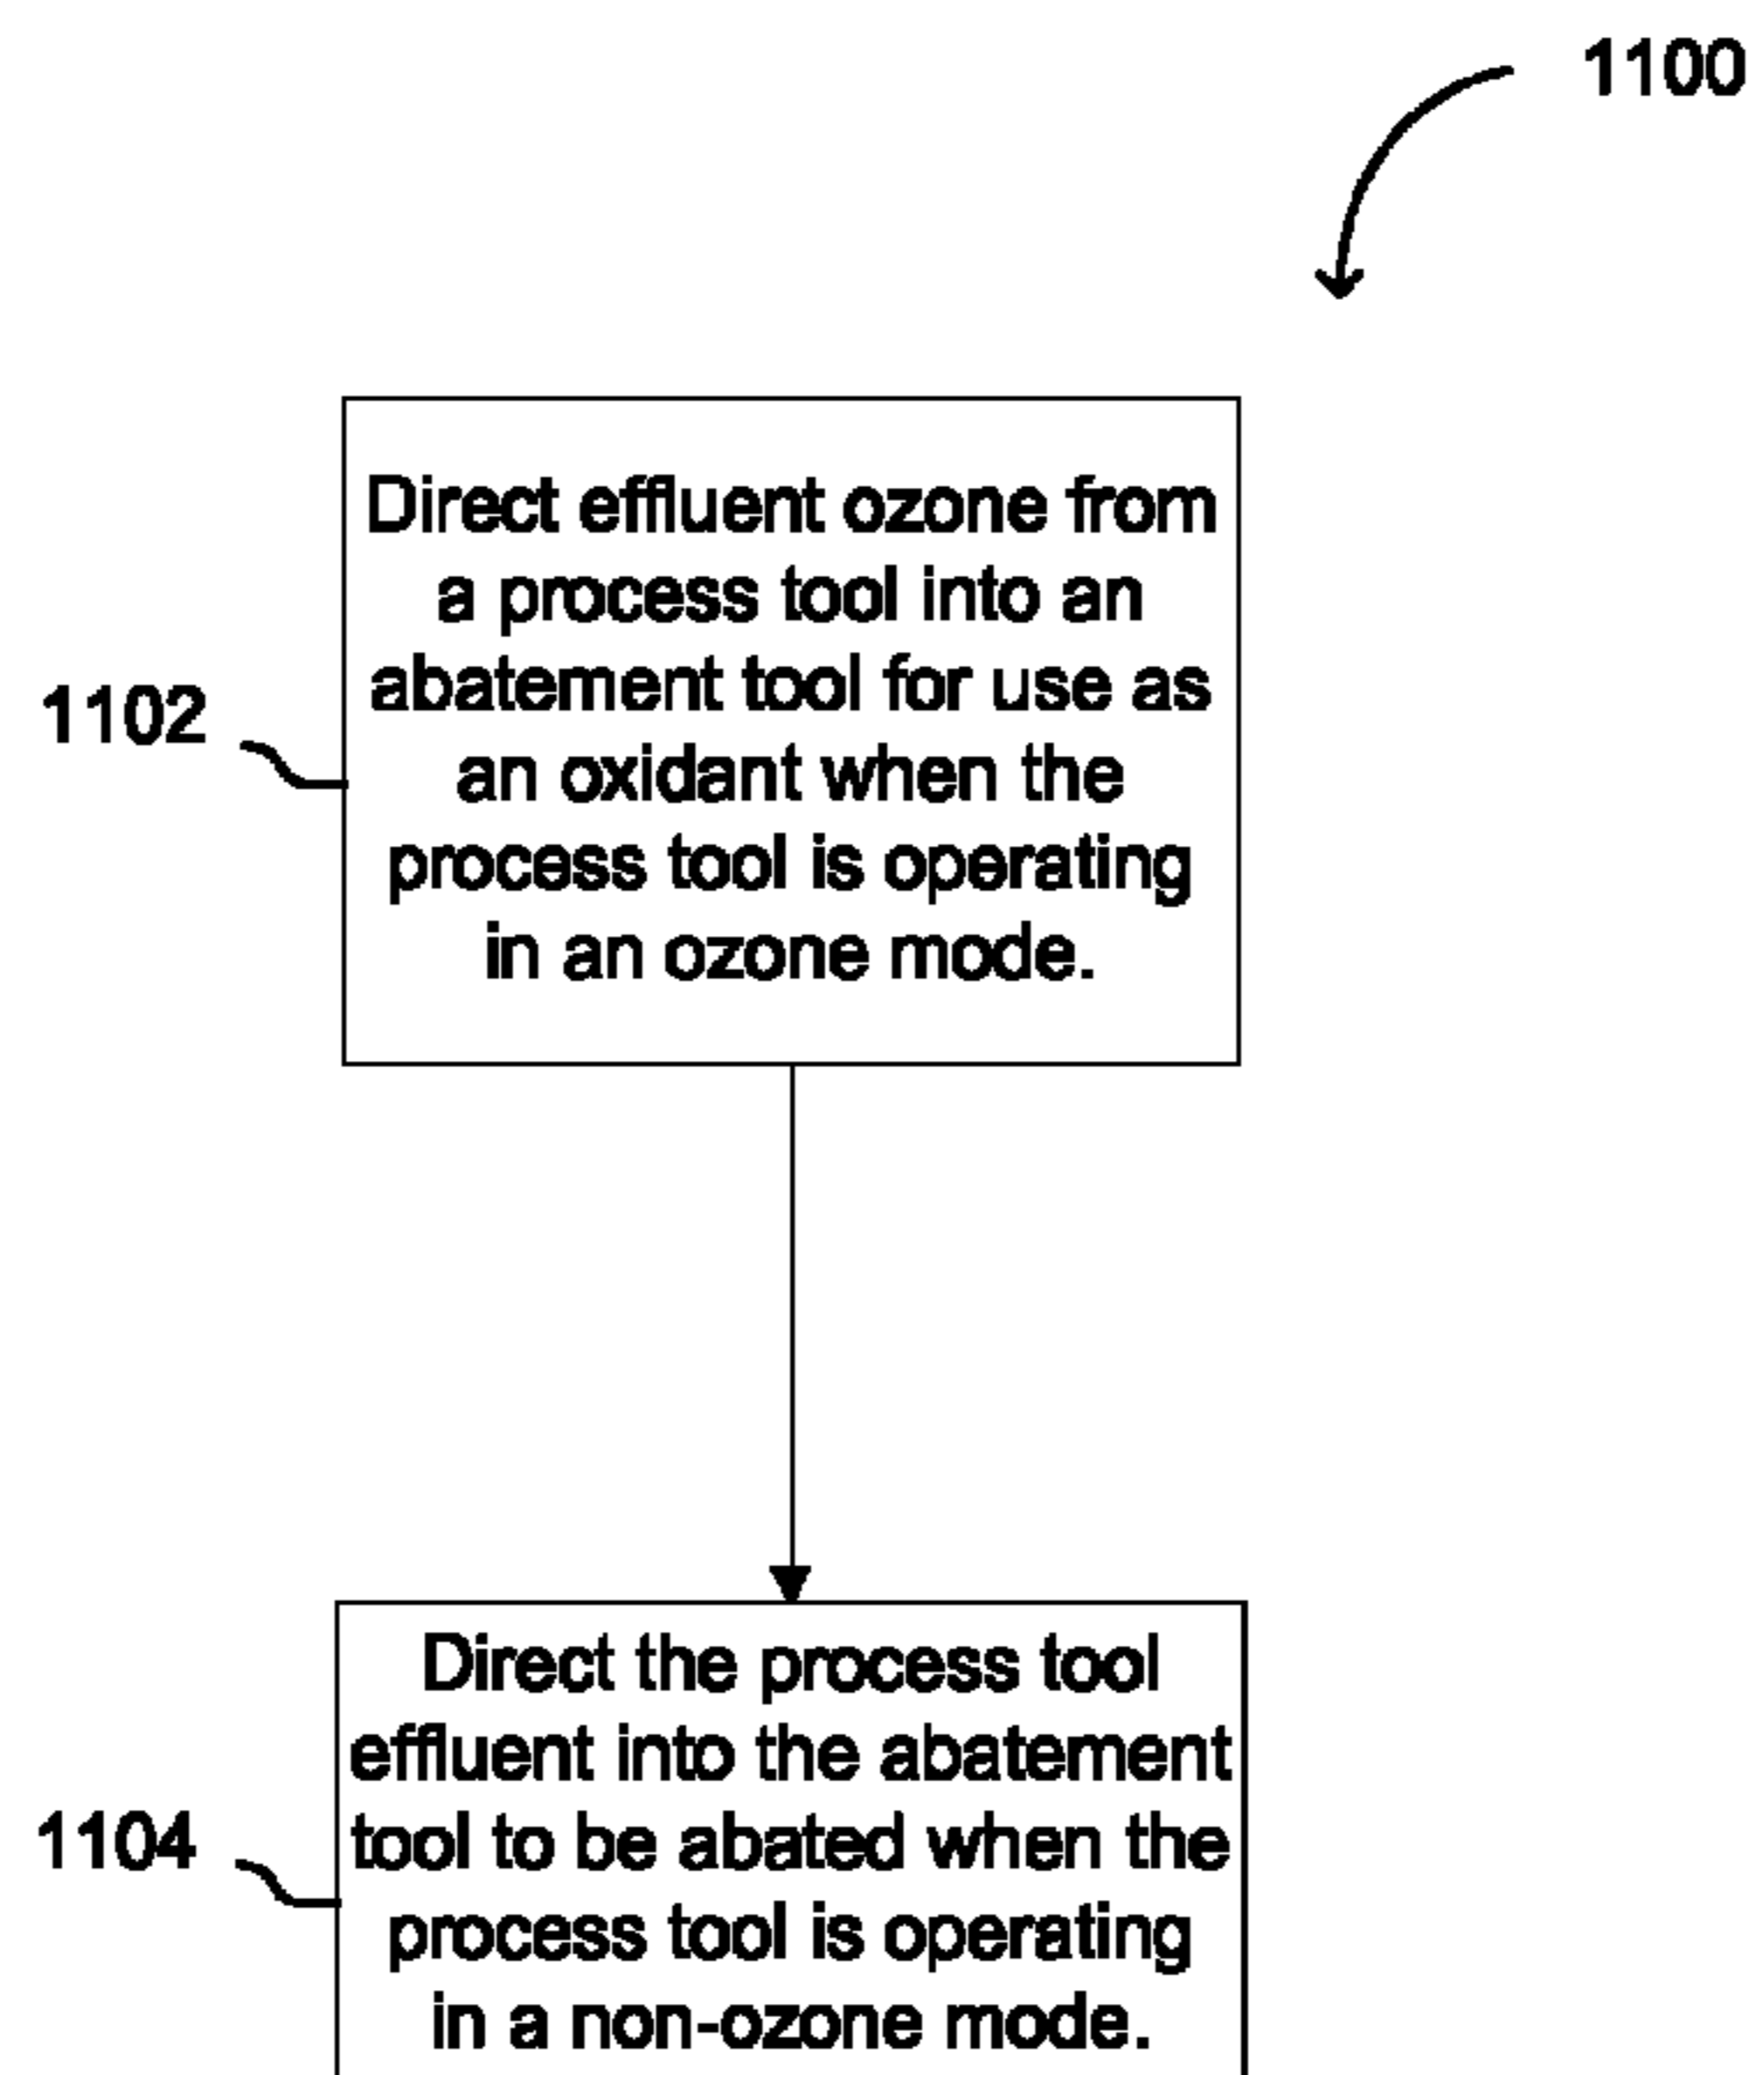 1100
Direct effluent ozone from
a process tool into an
abatement tool for use as
an oxidant when the
process tool is operating
in an ozone mode.
1102
Direct the process tool
effluent into the abatement
tool to be abated when the
process tool is operating
in a non-ozone mode.
1104